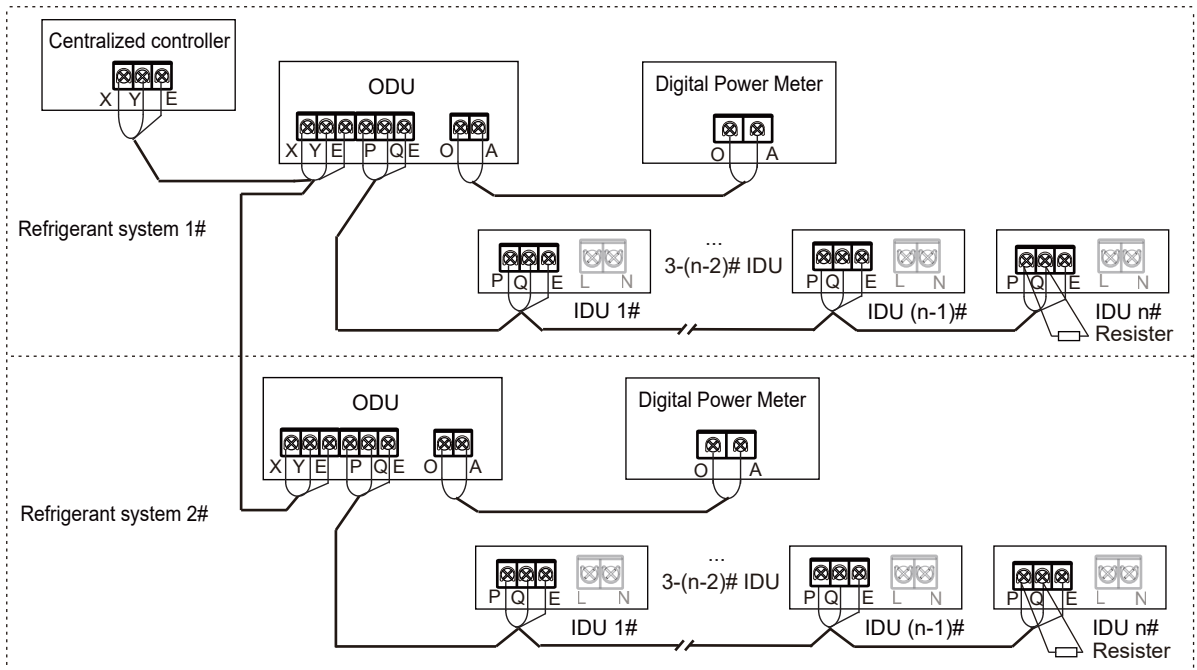 Centralized controller
X Y E
ODU
X Y E P Q E O A
Digital Power Meter
O A
Refrigerant system 1#
P Q E L N
IDU 1#
...
3-(n-2)# IDU
P Q E L N
IDU (n-1)#
P Q E L N
IDU n#
Resister
ODU
X Y E P Q E O A
Digital Power Meter
O A
Refrigerant system 2#
P Q E L N
IDU 1#
...
3-(n-2)# IDU
P Q E L N
IDU (n-1)#
P Q E L N
IDU n#
Resister